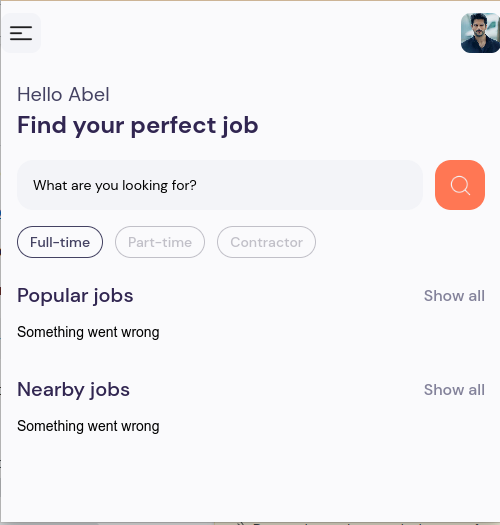 Hello Abel
Find your perfect job
What are you looking for?
Full-time Part-time Contractor
Popular jobs Show all
Something went wrong
Nearby jobs Show all
Something went wrong